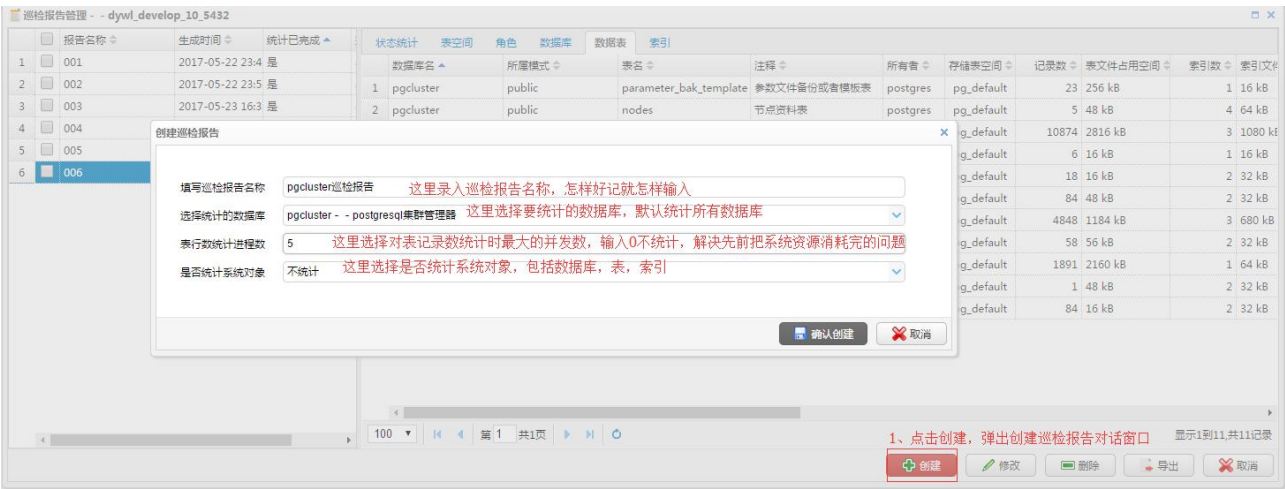 巡检报告管理 - - dywl_develop_10_5432
报告名称 生成时间 统计已完成
1 001 2017-05-22 23:4 是
2 002 2017-05-22 23:5 是
3 003 2017-05-23 16:3 是
4 004
5 005
6 006
状态统计 表空间 角色 数据库 数据表 索引
数据库名 所属模式 表名 注释 所有者 存储表空间 记录数 表文件占用空间 索引数 索引文件
1 pgcluster public parameter_bak_template 参数文件备份或者模板表 postgres pg_default 23 256 kB 1 16 kB
2 pgcluster public nodes 节点资料表 postgres pg_default 5 48 kB 4 64 kB
g_default 10874 2816 kB 3 1080 kB
g_default 6 16 kB 1 16 kB
g_default 18 16 kB 2 32 kB
g_default 84 48 kB 2 32 kB
g_default 4848 1184 kB 3 680 kB
g_default 58 56 kB 2 32 kB
g_default 1891 2160 kB 1 64 kB
g_default 1 48 kB 2 32 kB
g_default 84 16 kB 2 32 kB
创建巡检报告
填写巡检报告名称 pgcluster巡检报告 这里录入巡检报告名称，怎样好记就怎样输入
选择统计的数据库 pgcluster - - postgresql集群管理器 这里选择要统计的数据库，默认统计所有数据库
表行数统计进程数 5 这里选择对表记录数统计时最大的并发数，输入0不统计，解决先前把系统资源消耗完的问题
是否统计系统对象 不统计 这里选择是否统计系统对象，包括数据库，表，索引
确认创建 取消
100 第 1 共1页 显示1到11,共11记录
1、点击创建，弹出创建巡检报告对话窗口
创建 修改 删除 导出 取消